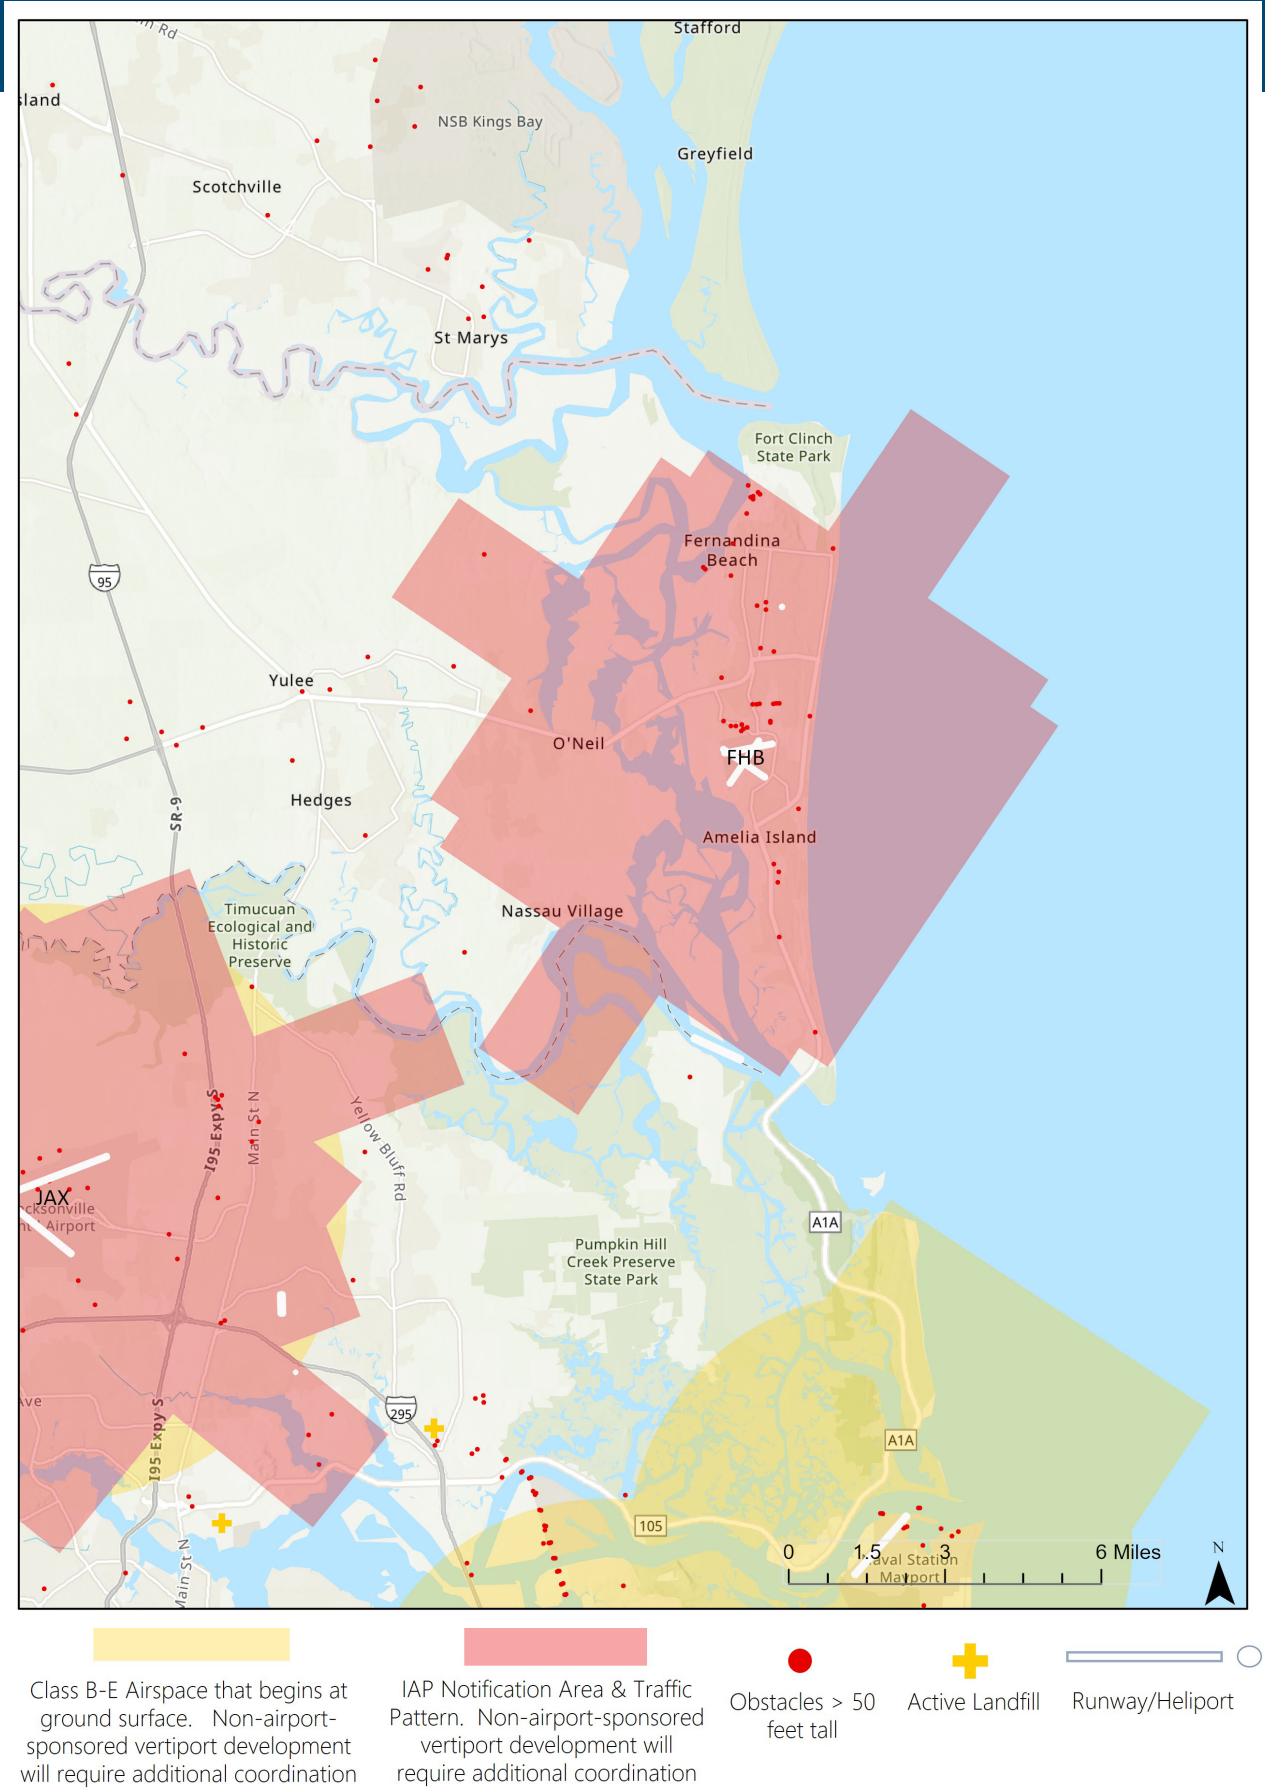 Stafford
NSB Kings Bay
Greyfield
Scotchville
St Marys
Fort Clinch
State Park
Fernandina
Beach
95
Yulee
O'Neil
FHB
Hedges
SR-9
Amelia Island
Timucuan
Ecological and
Historic
Preserve
Nassau Village
I95 Expy S
Main St N
Yellow Bluff
Rd
JAX
Airport
A1A
Pumpkin Hill
Creek Preserve
State Park
295
I95 Expy S
A1A
105
Main St N
0 1.5 3 6 Miles
Station
Mayport
N
Class B-E Airspace that begins at
ground surface. Non-airport-
sponsored vertiport development
will require additional coordination
IAP Notification Area & Traffic
Pattern. Non-airport-sponsored
vertiport development will
require additional coordination
Obstacles > 50
feet tall
Active Landfill
Runway/Heliport